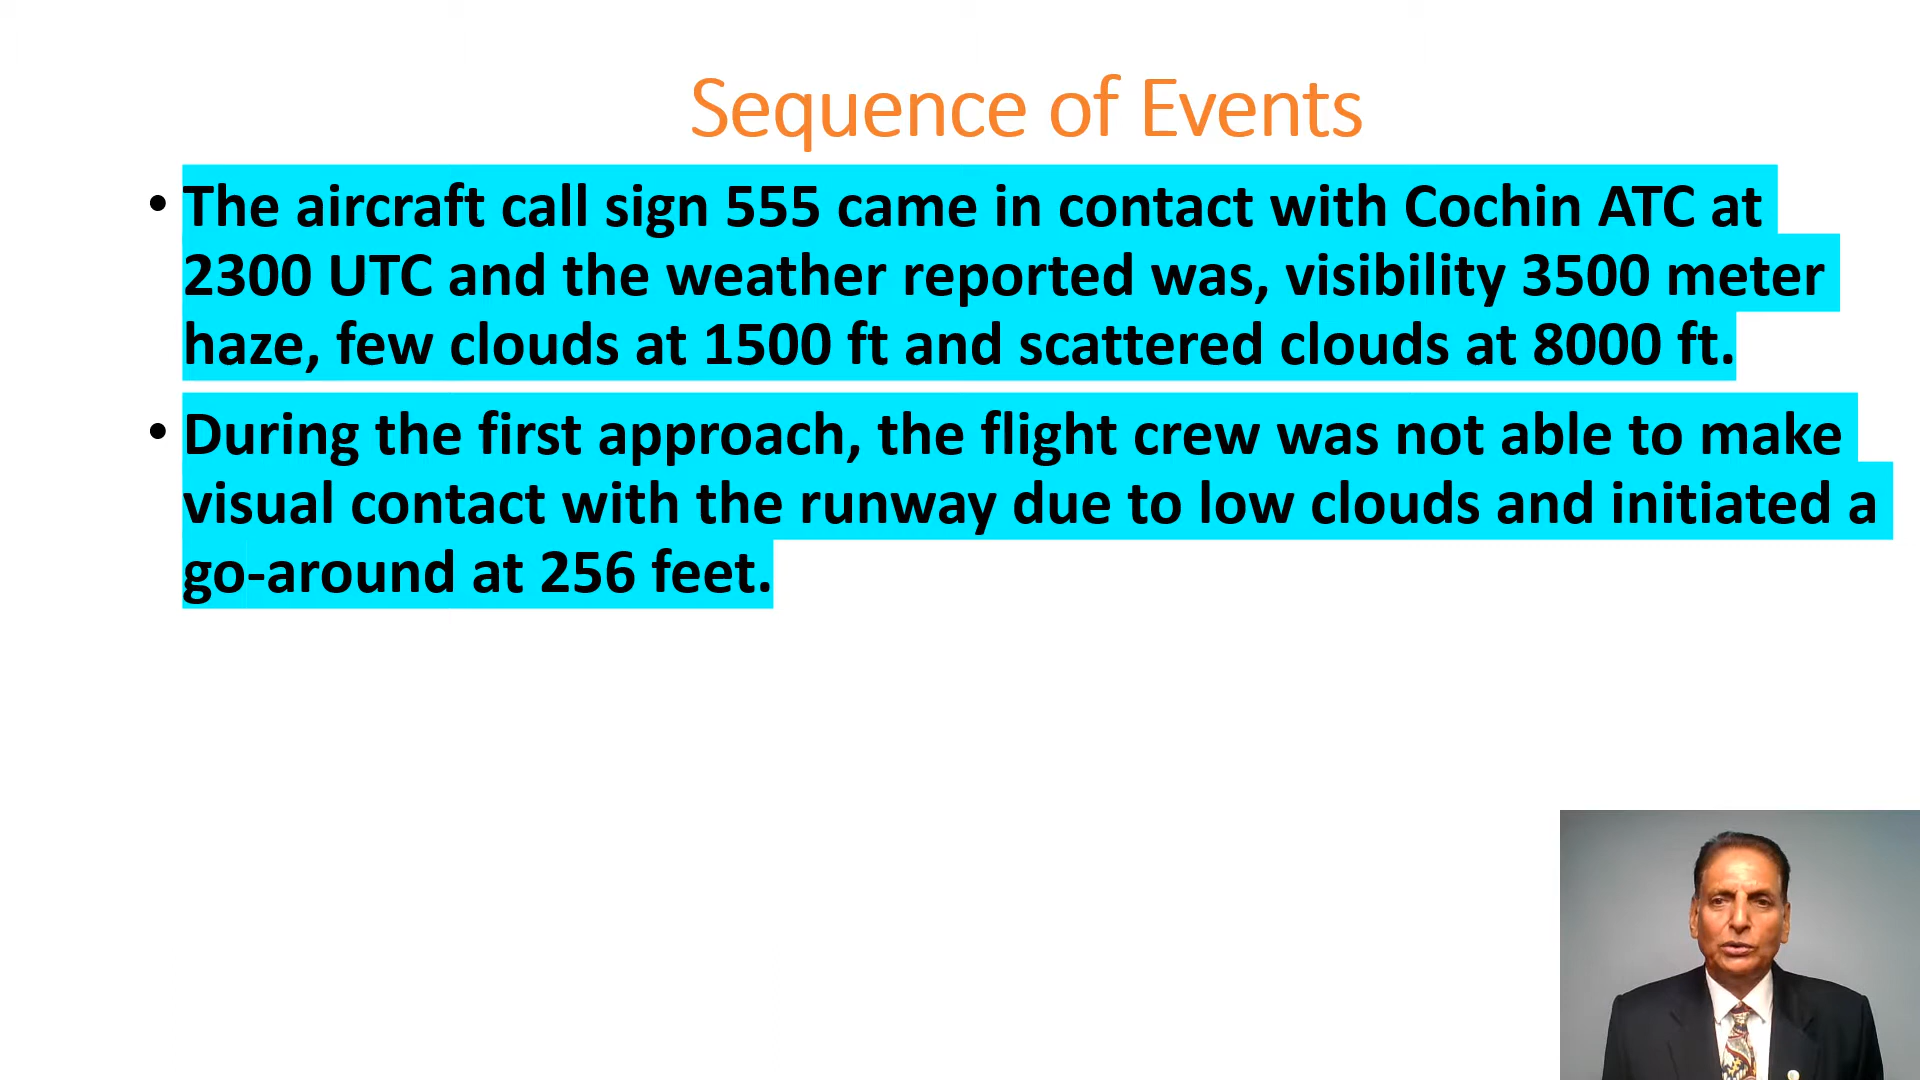 Sequence of Events
• The aircraft call sign 555 came in contact with Cochin ATC at
2300 UTC and the weather reported was, visibility 3500 meter
haze, few clouds at 1500 ft and scattered clouds at 8000 ft.
• During the first approach, the flight crew was not able to make
visual contact with the runway due to low clouds and initiated a
go-around at 256 feet.